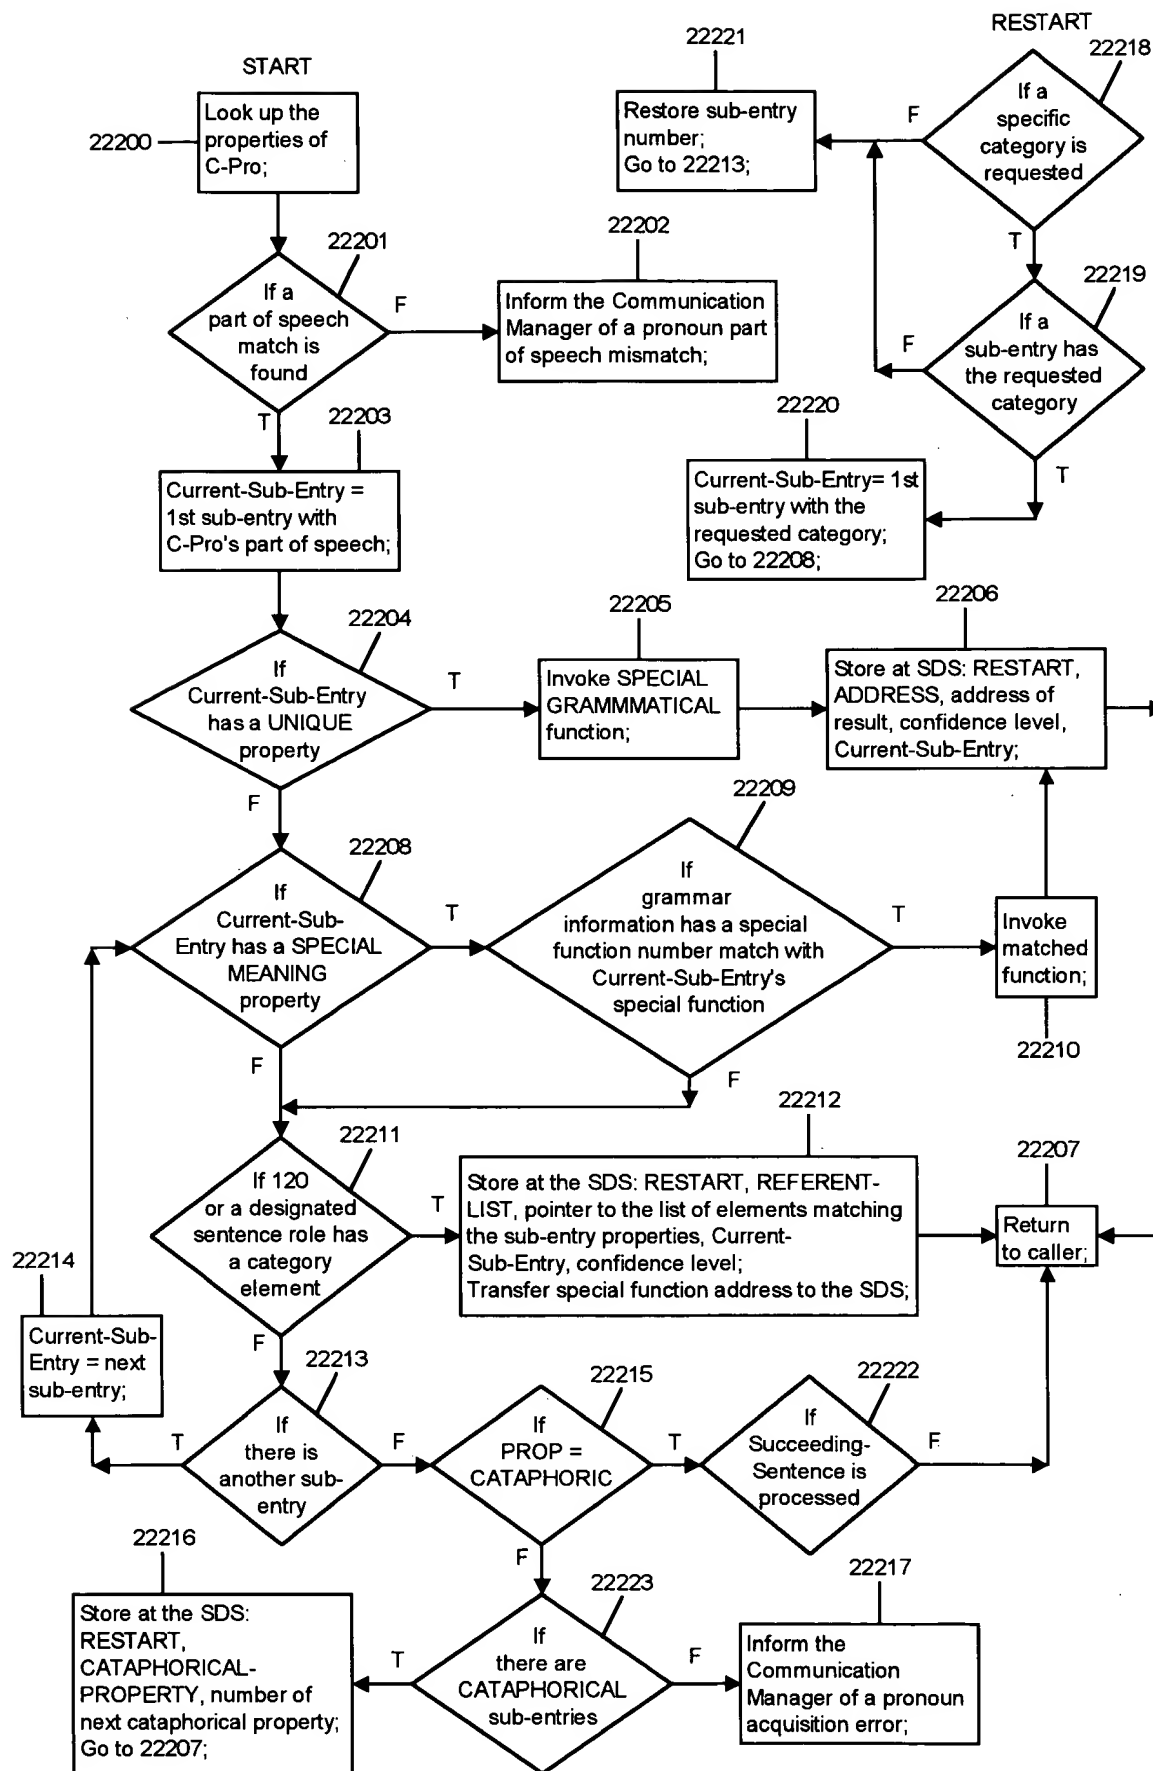 START
22200
Look up the
properties of
C-Pro;
22201
If a
part of speech
match is
found
F
T
22202
Inform the Communication
Manager of a pronoun part
of speech mismatch;
22221
Restore sub-entry
number;
Go to 22213;
RESTART
22218
If a
specific
category is
requested
F
T
22219
If a
sub-entry has
the requested
category
F
T
22220
Current-Sub-Entry= 1st
sub-entry with the
requested category;
Go to 22208;
22203
Current-Sub-Entry =
1st sub-entry with
C-Pro's part of speech;
22204
If
Current-Sub-Entry
has a UNIQUE
property
T
F
22205
Invoke SPECIAL
GRAMMMATICAL
function;
22206
Store at SDS: RESTART,
ADDRESS, address of
result, confidence level,
Current-Sub-Entry;
22208
If
Current-Sub-
Entry has a SPECIAL
MEANING
property
T
F
22209
If
grammar
information has a special
function number match with
Current-Sub-Entry's
special function
T
F
Invoke
matched
function;
22210
22211
If 120
or a designated
sentence role has
a category
element
T
F
22212
Store at the SDS: RESTART, REFERENT-
LIST, pointer to the list of elements matching
the sub-entry properties, Current-
Sub-Entry, confidence level;
Transfer special function address to the SDS;
22207
Return
to caller;
22214
Current-Sub-
Entry = next
sub-entry;
22213
If
there is
another sub-
entry
T
F
22215
If
PROP =
CATAPHORIC
T
F
22222
If
Succeeding-
Sentence is
processed
F
22216
Store at the SDS:
RESTART,
CATAPHORICAL-
PROPERTY, number of
next cataphorical property;
Go to 22207;
22223
If
there are
CATAPHORICAL
sub-entries
T
F
22217
Inform the
Communication
Manager of a pronoun
acquisition error;